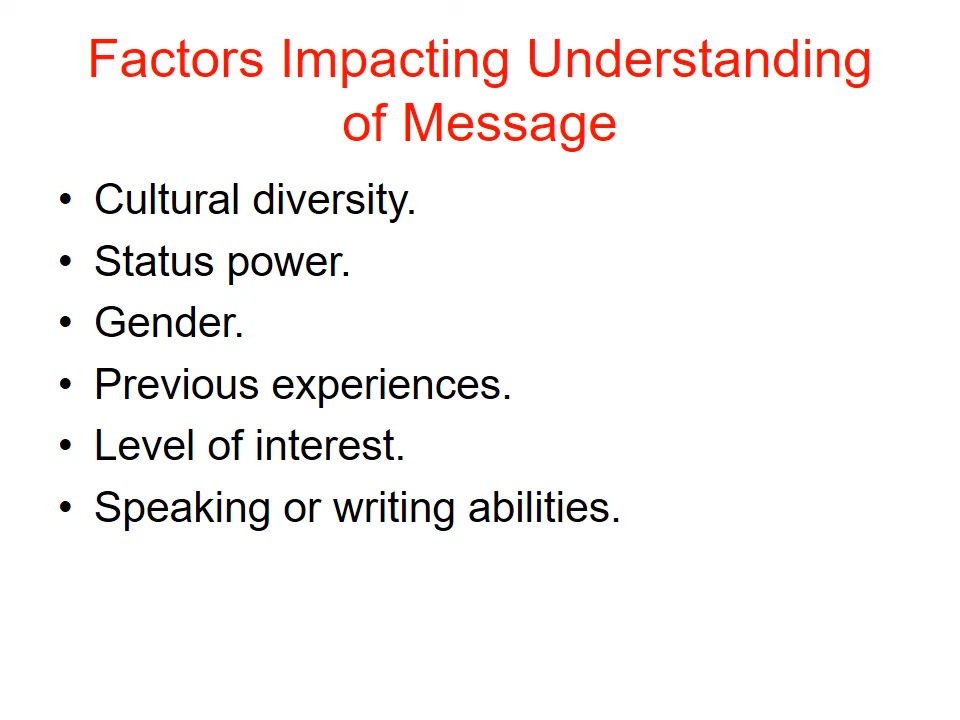 Factors Impacting Understanding
of Message
• Cultural diversity.
• Status power.
• Gender.
• Previous experiences.
• Level of interest.
• Speaking or writing abilities.